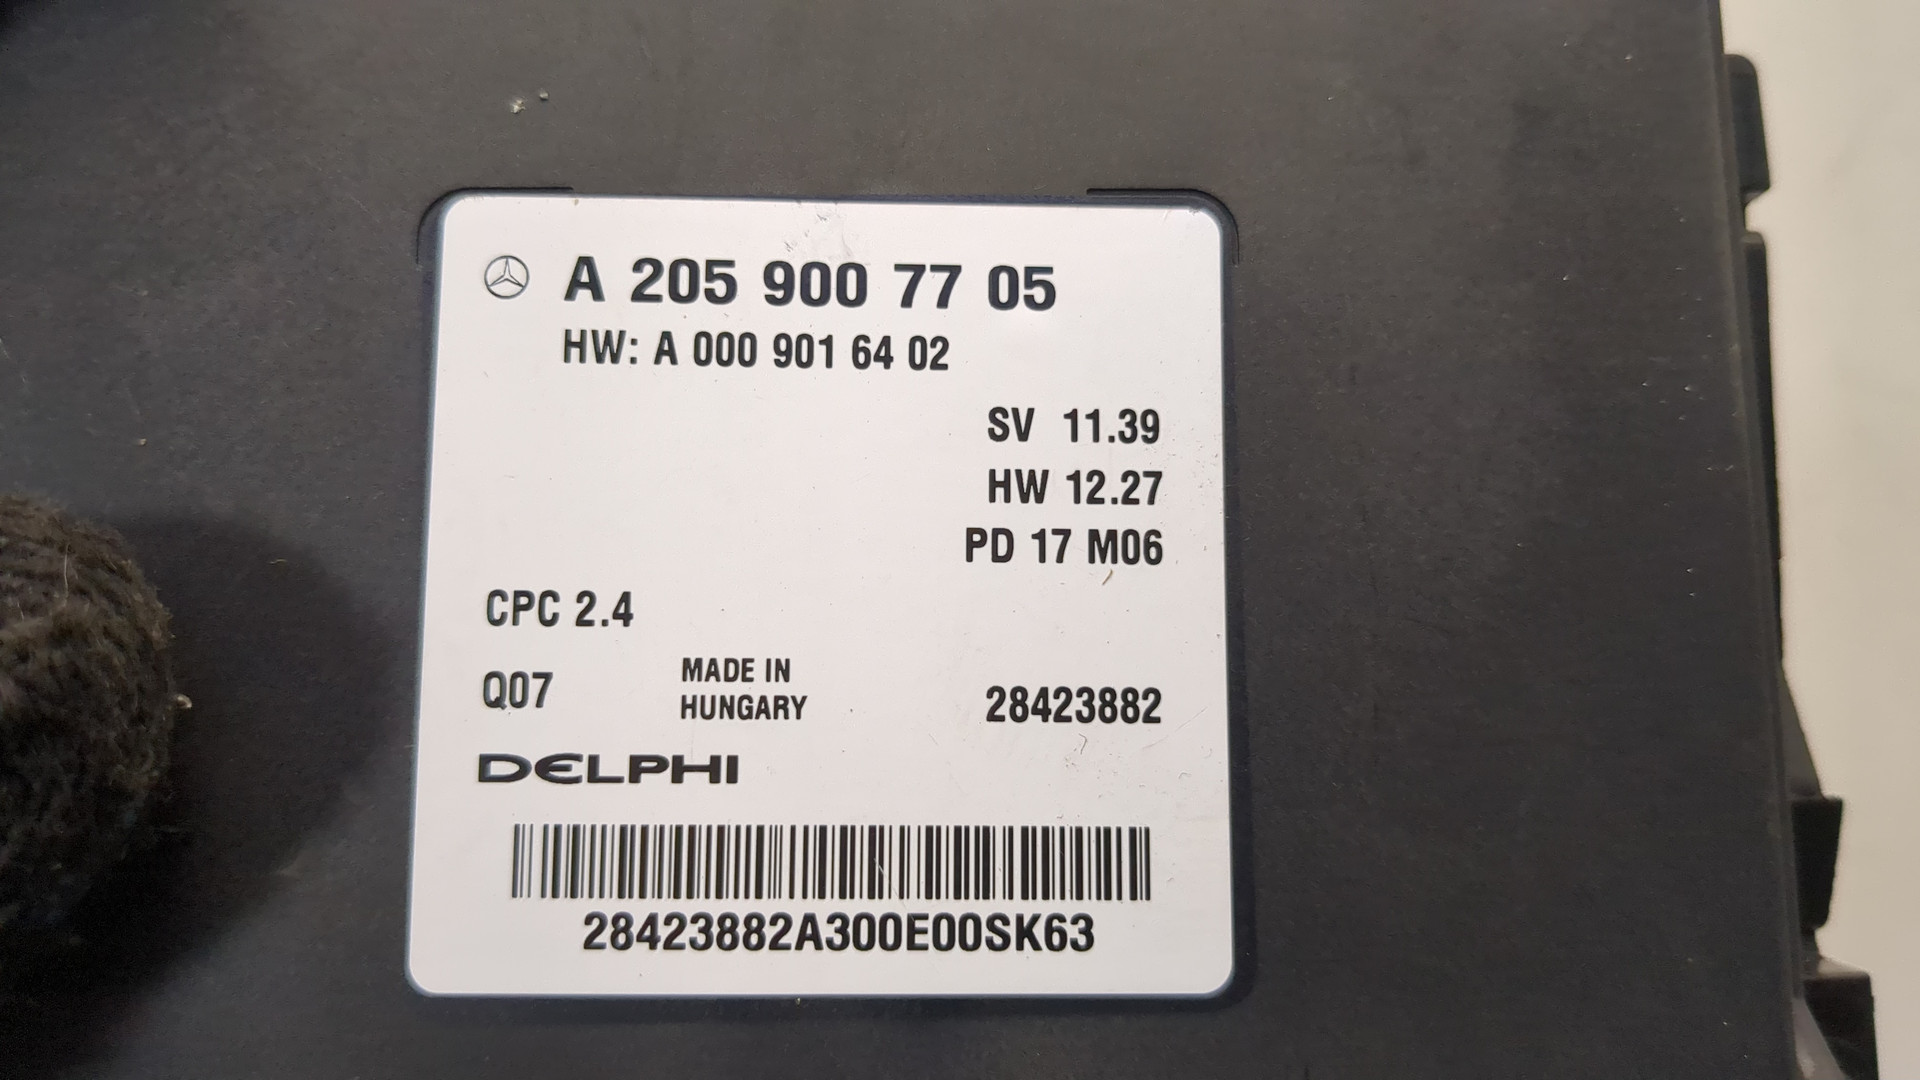 A 205 900 77 05
HW: A 000 901 64 02
SV 11.39
HW 12.27
PD 17 M06
CPC 2.4
Q07
MADE IN
HUNGARY
28423882
DELPHI
28423882A300E00SK63